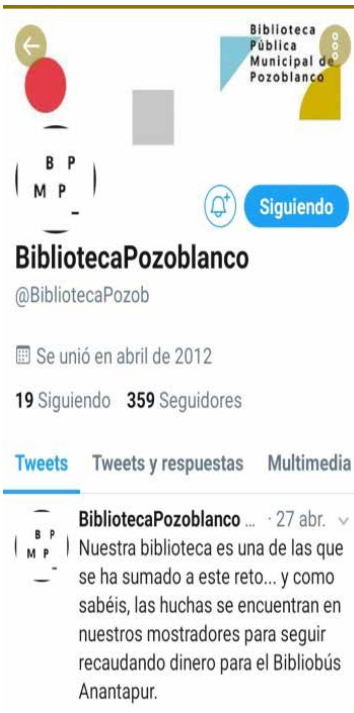 Biblioteca
Pública
Municipal de
Pozoblanco
B P
M P _
Siguiendo
BibliotecaPozoblanco
@BibliotecaPozob
Se unió en abril de 2012
19 Siguiendo 359 Seguidores
Tweets Tweets y respuestas Multimedia
B P
M P _
BibliotecaPozoblanco ... · 27 abr.
Nuestra biblioteca es una de las que
se ha sumado a este reto... y como
sabéis, las huchas se encuentran en
nuestros mostradores para seguir
recaudando dinero para el Bibliobús
Anantapur.